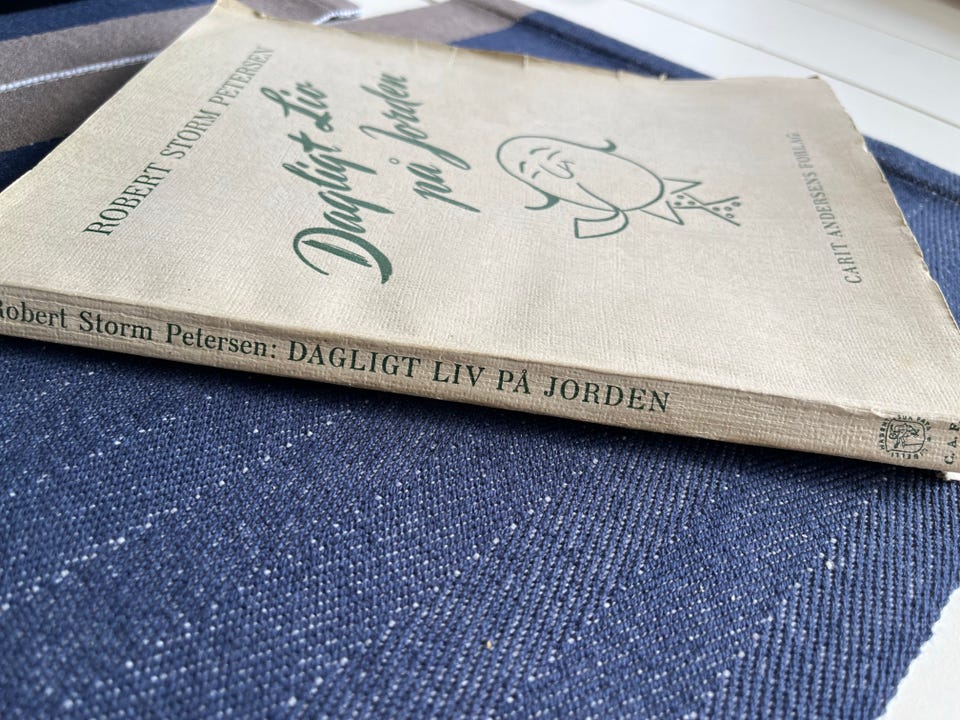 ROBERT STORM PETERSEN
Dagligt Liv
på Jorden
CARIT ANDERSENS FORLAG
Robert Storm Petersen: DAGLIGT LIV PÅ JORDEN
C. A. F.